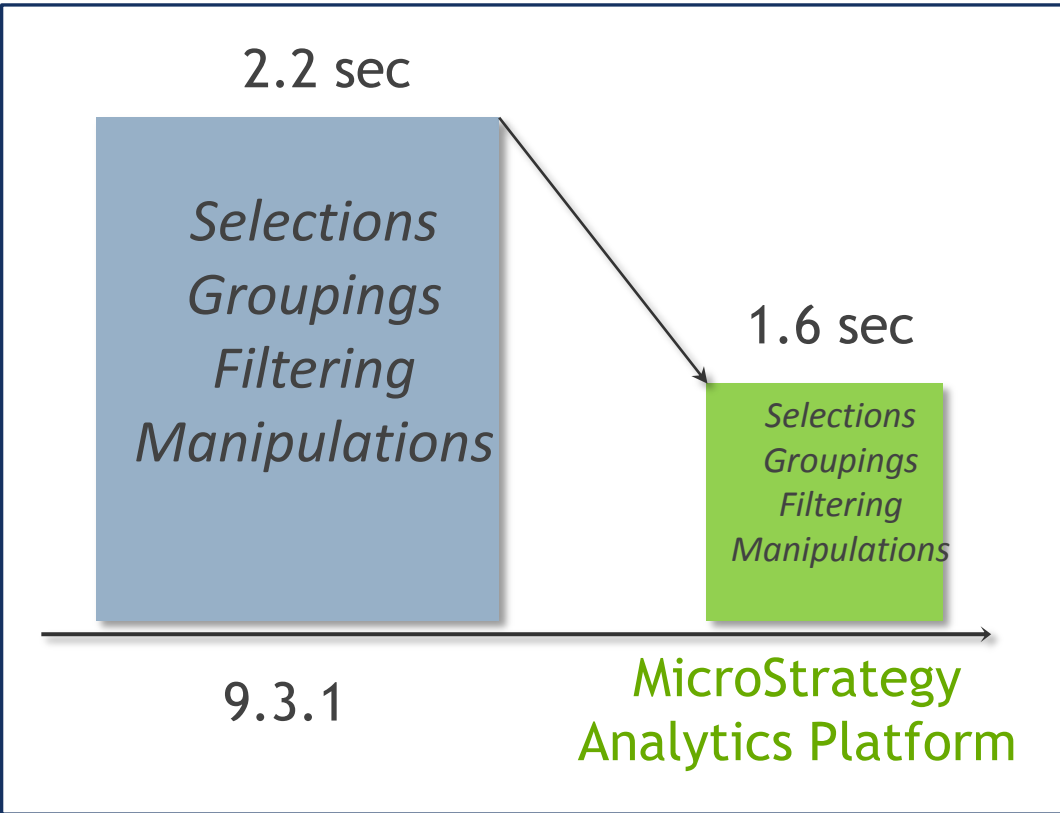 2.2 sec
Selections
Groupings
Filtering
Manipulations
1.6 sec
Selections
Groupings
Filtering
Manipulations
9.3.1
MicroStrategy
Analytics Platform